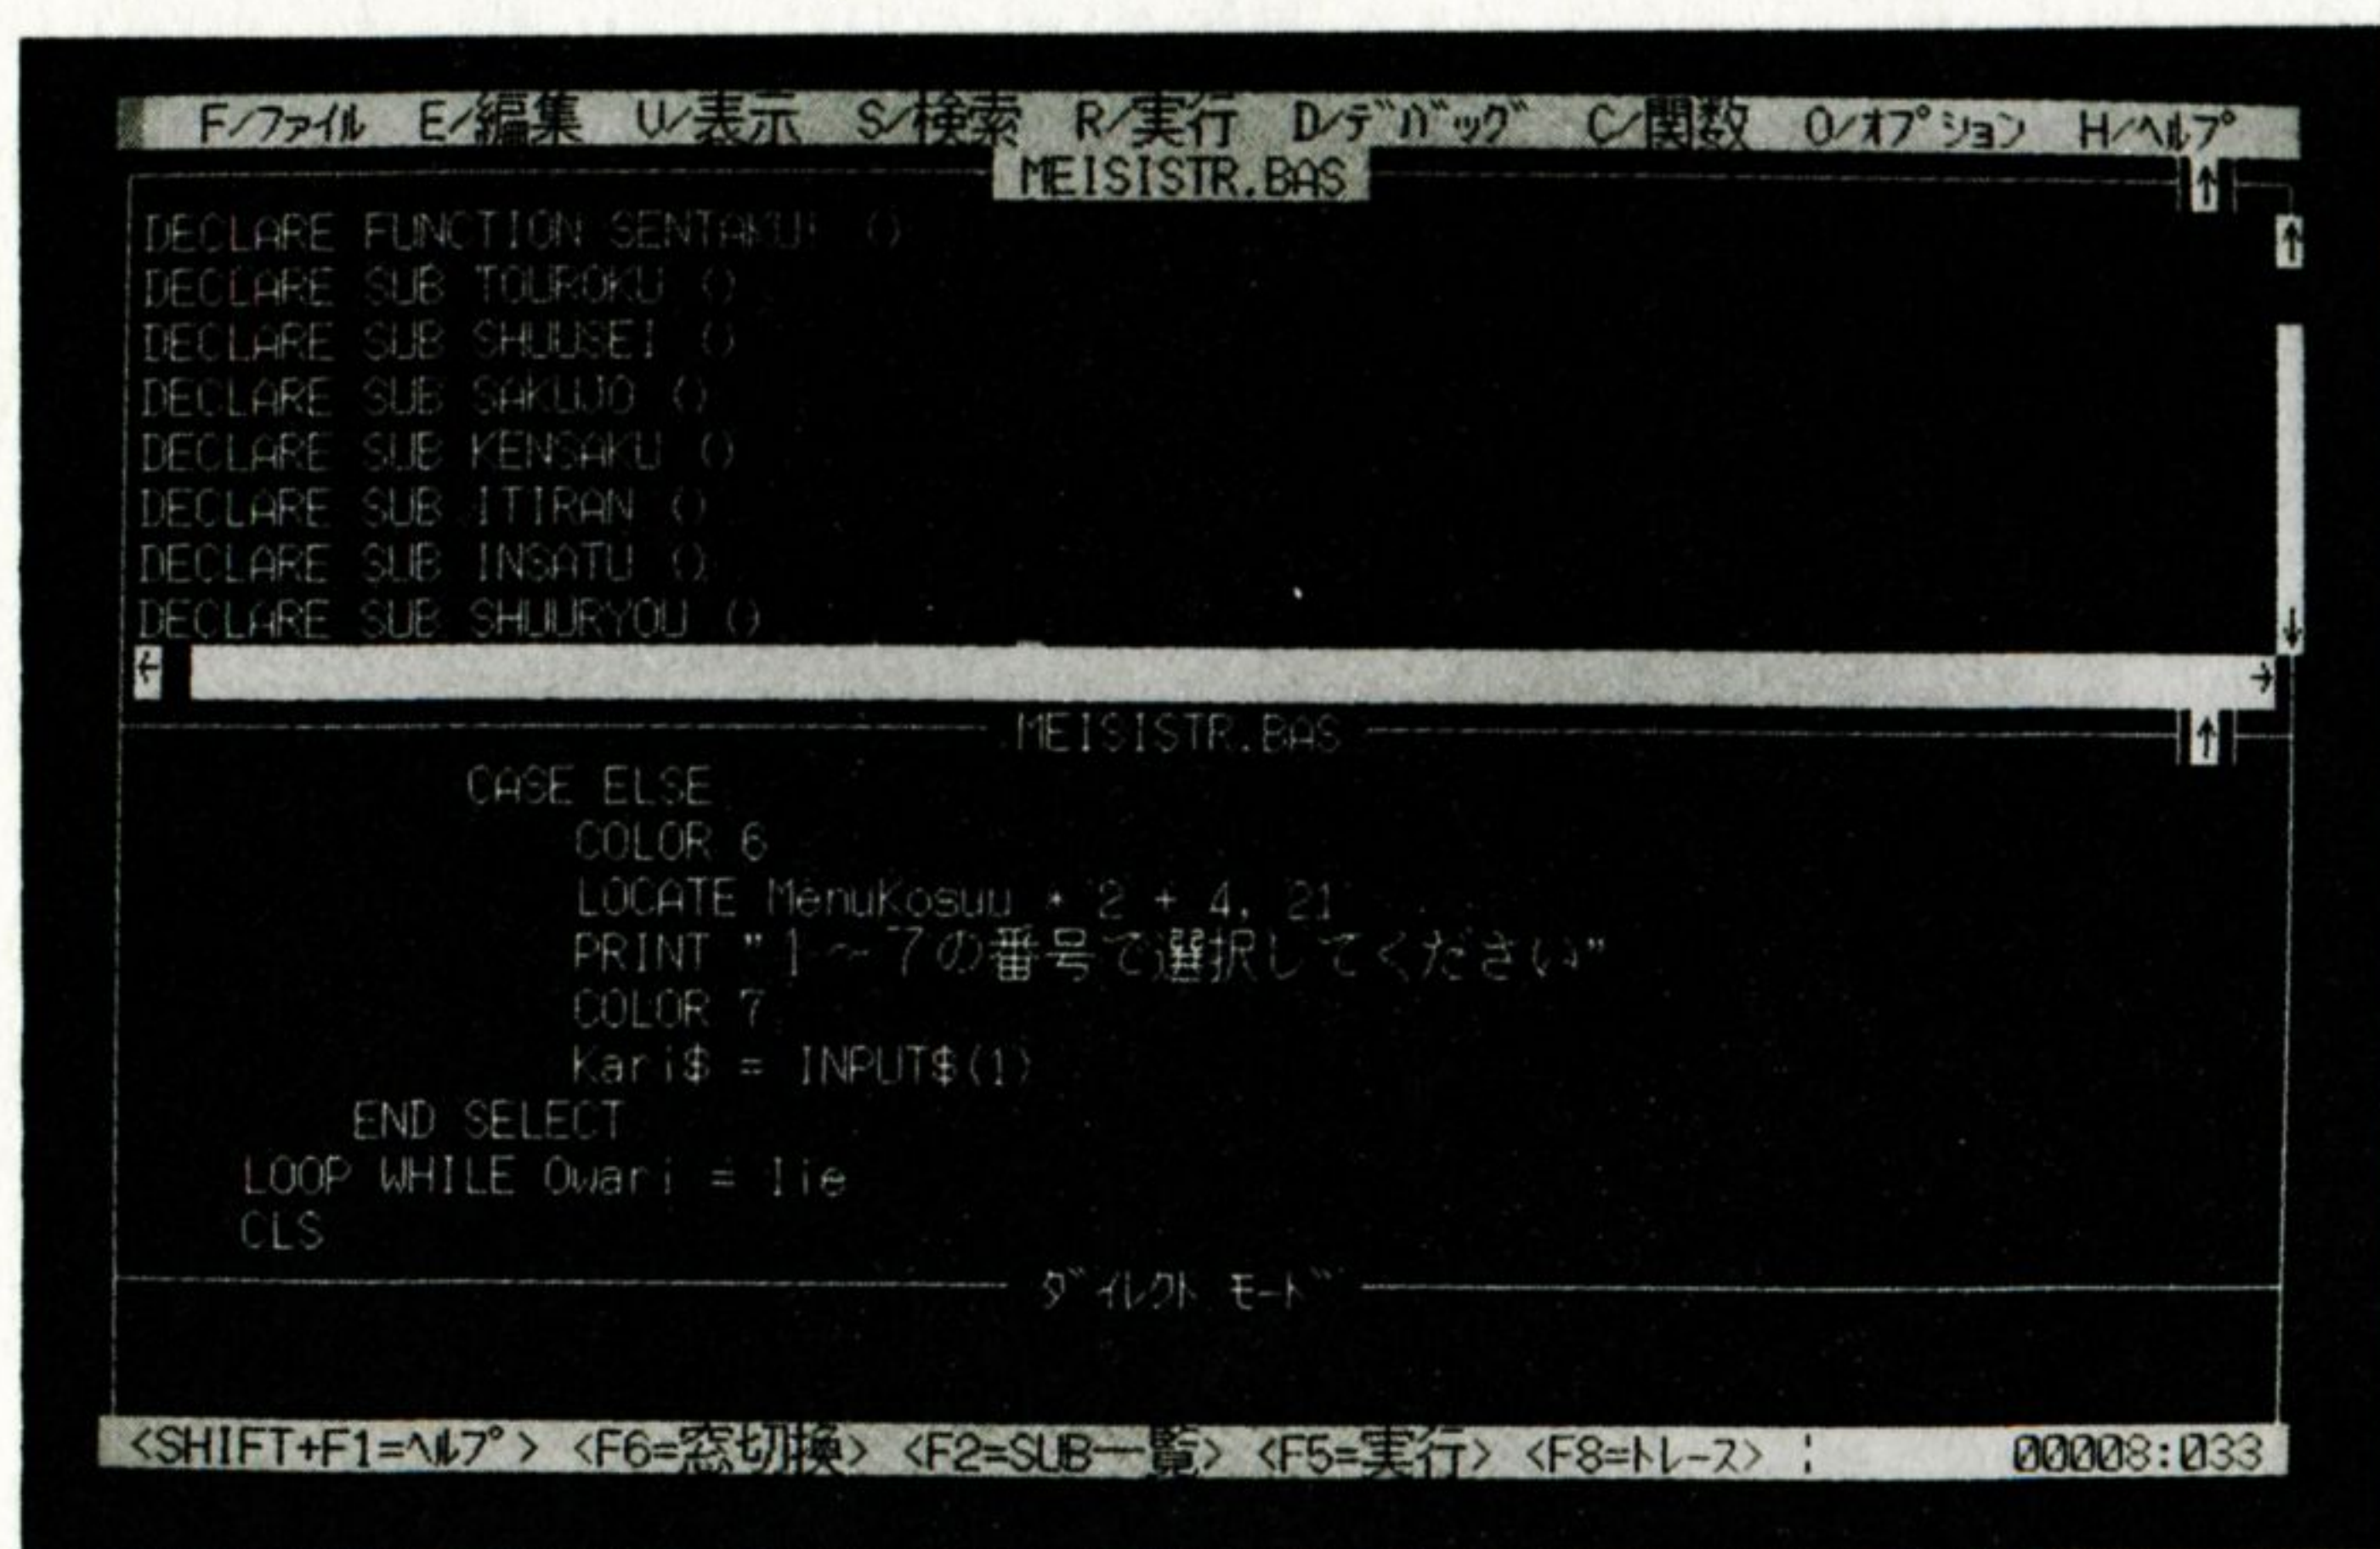 F/ファイル E/編集 V/表示 S/検索 R/実行 D/デバッグ C/関数 O/オプション H/ヘルプ
MEISISTR.BAS ↑
DECLARE FUNCTION SENTAKU! () ↑
DECLARE SUB TOUROKU ()
DECLARE SUB SHUUSEI ()
DECLARE SUB SAKUJO ()
DECLARE SUB KENSAKU ()
DECLARE SUB ITIRAN ()
DECLARE SUB INSATU ()
DECLARE SUB SHUURYOU () ↓
← →
MEISISTR.BAS ↑
CASE ELSE
COLOR 6
LOCATE MenuKosuu * 2 + 4, 21
PRINT "1～7の番号で選択してください"
COLOR 7
Kari$ = INPUT$(1)
END SELECT
LOOP WHILE Owari = Iie
CLS
ダイレクト モード
<SHIFT+F1=ヘルプ> <F6=窓切換> <F2=SUB一覧> <F5=実行> <F8=トレース> ¦ 00008:033